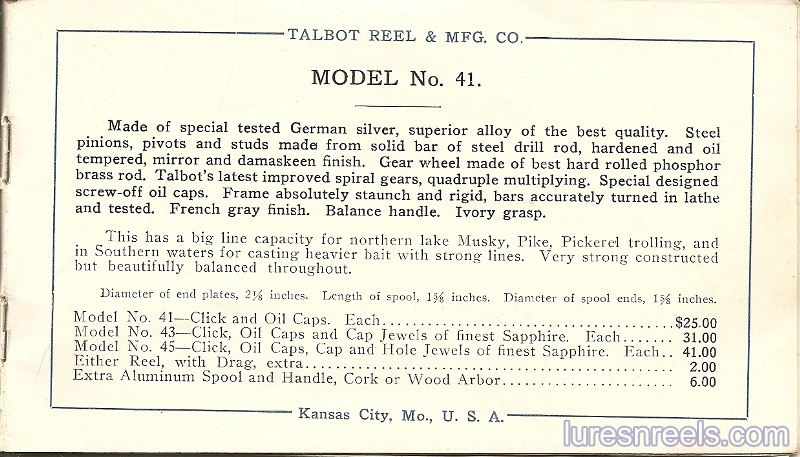 TALBOT REEL & MFG. CO.
MODEL No. 41.
Made of special tested German silver, superior alloy of the best quality. Steel
pinions, pivots and studs made from solid bar of steel drill rod, hardened and oil
tempered, mirror and damaskeen finish. Gear wheel made of best hard rolled phosphor
brass rod. Talbot's latest improved spiral gears, quadruple multiplying. Special designed
screw-off oil caps. Frame absolutely staunch and rigid, bars accurately turned in lathe
and tested. French gray finish. Balance handle. Ivory grasp.
This has a big line capacity for northern lake Musky, Pike, Pickerel trolling, and
in Southern waters for casting heavier bait with strong lines. Very strong constructed
but beautifully balanced throughout.
Diameter of end plates, inches. Length of spool, inches. Diameter of spool ends, inches.
Model No. 41—Click and Oil Caps. Each........................................$25.00
Model No. 43—Click, Oil Caps and Cap Jewels of finest Sapphire. Each....... 31.00
Model No. 45—Click, Oil Caps, Cap and Hole Jewels of finest Sapphire. Each.. 41.00
Either Reel, with Drag, extra.................................................. 2.00
Extra Aluminum Spool and Handle, Cork or Wood Arbor....................... 6.00
Kansas City, Mo., U. S. A.
luresnreels.com